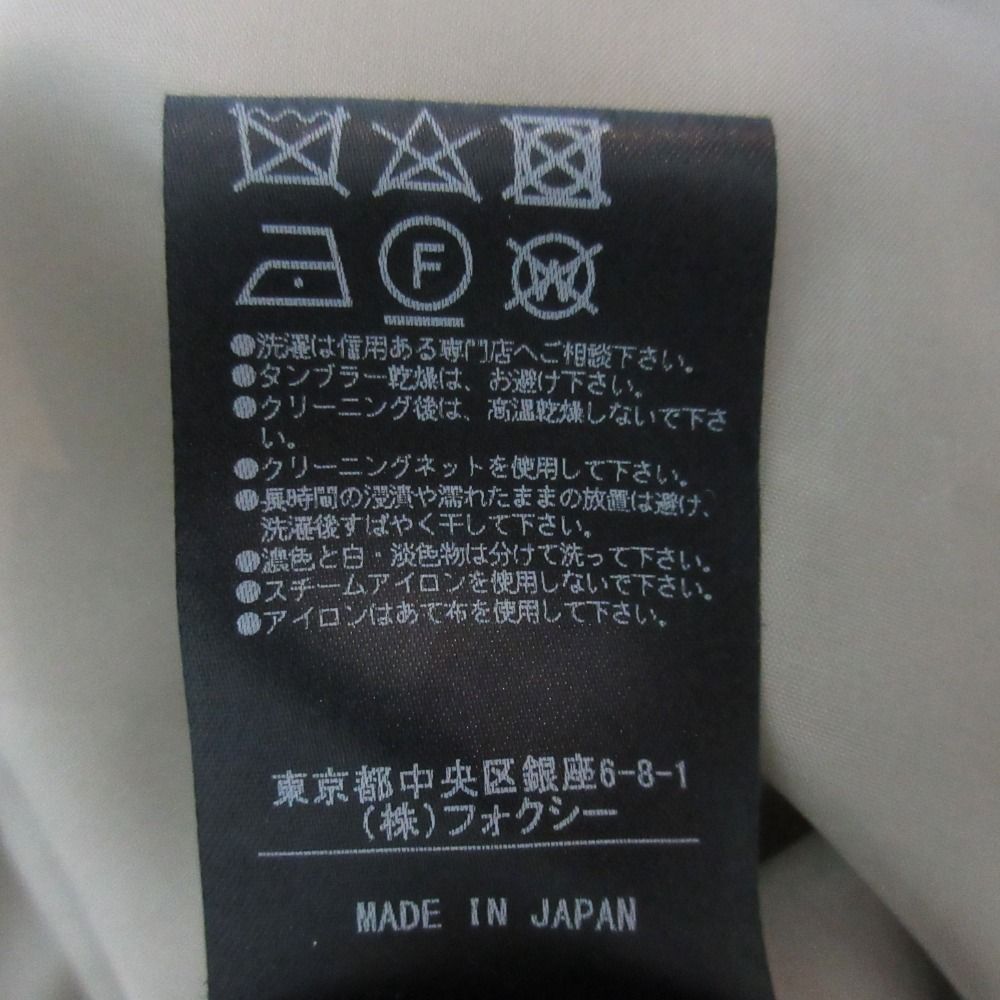 W
F
●洗濯は信用ある専門店へご相談下さい。
●タンブラー乾燥は、お避け下さい。
●クリーニング後は、高温乾燥しないで下さ
い。
●クリーニングネットを使用して下さい。
●長時間の浸漬や濡れたままの放置は避け、
洗濯後すばやく干して下さい。
●濃色と白・淡色物は分けて洗って下さい。
●スチームアイロンを使用しないで下さい。
●アイロンはあて布を使用して下さい。
東京都中央区銀座6-8-1
(株)フォクシー
MADE IN JAPAN